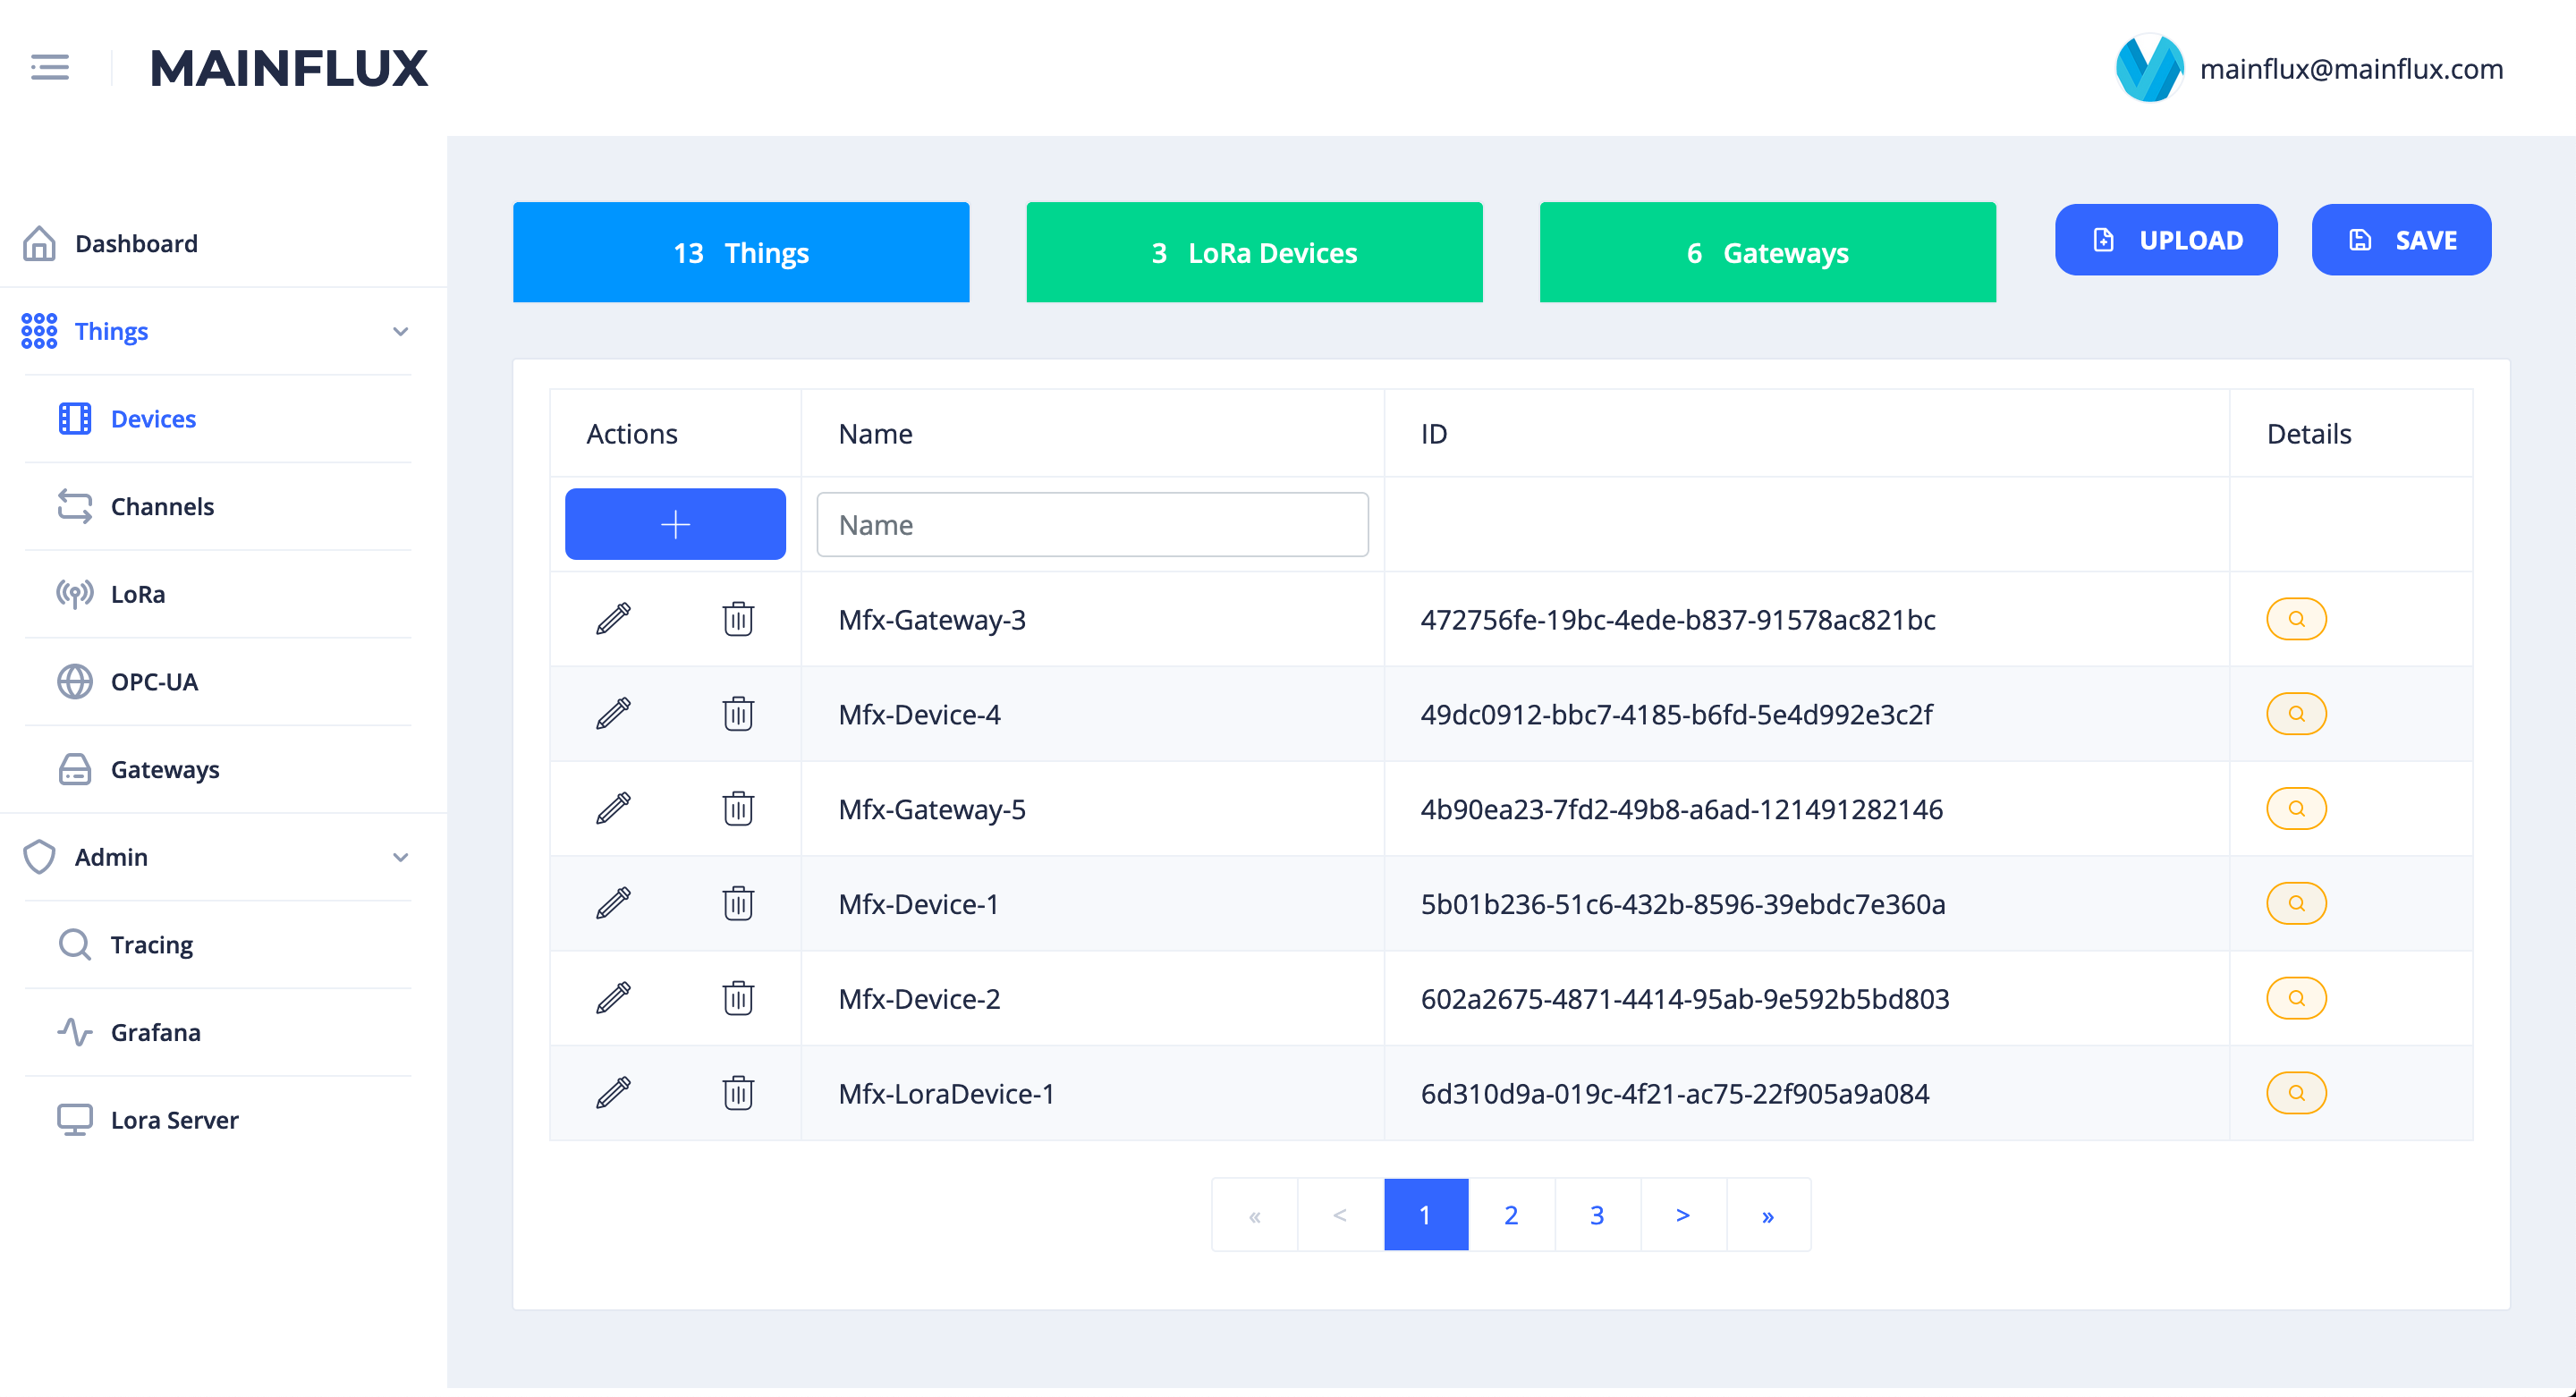 MAINFLUX
mainflux@mainflux.com
Dashboard
Things
Devices
Channels
LoRa
OPC-UA
Gateways
Admin
Tracing
Grafana
Lora Server
13 Things
3 LoRa Devices
6 Gateways
UPLOAD
SAVE
Actions Name ID Details
Name
Mfx-Gateway-3 472756fe-19bc-4ede-b837-91578ac821bc
Mfx-Device-4 49dc0912-bbc7-4185-b6fd-5e4d992e3c2f
Mfx-Gateway-5 4b90ea23-7fd2-49b8-a6ad-121491282146
Mfx-Device-1 5b01b236-51c6-432b-8596-39ebdc7e360a
Mfx-Device-2 602a2675-4871-4414-95ab-9e592b5bd803
Mfx-LoraDevice-1 6d310d9a-019c-4f21-ac75-22f905a9a084
« < 1 2 3 > »